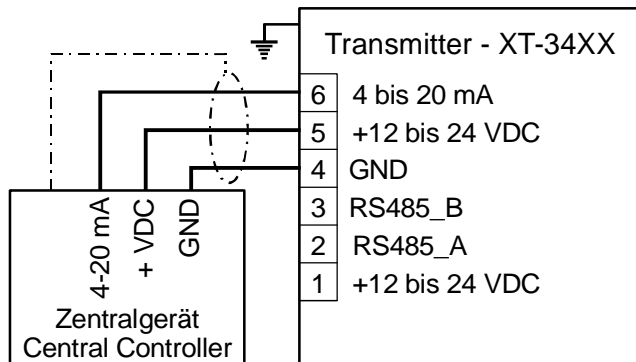 Transmitter - XT-34XX
6 4 bis 20 mA
5 +12 bis 24 VDC
4 GND
3 RS485_B
2 RS485_A
1 +12 bis 24 VDC
4-20 mA
+ VDC
GND
Zentralgerät
Central Controller